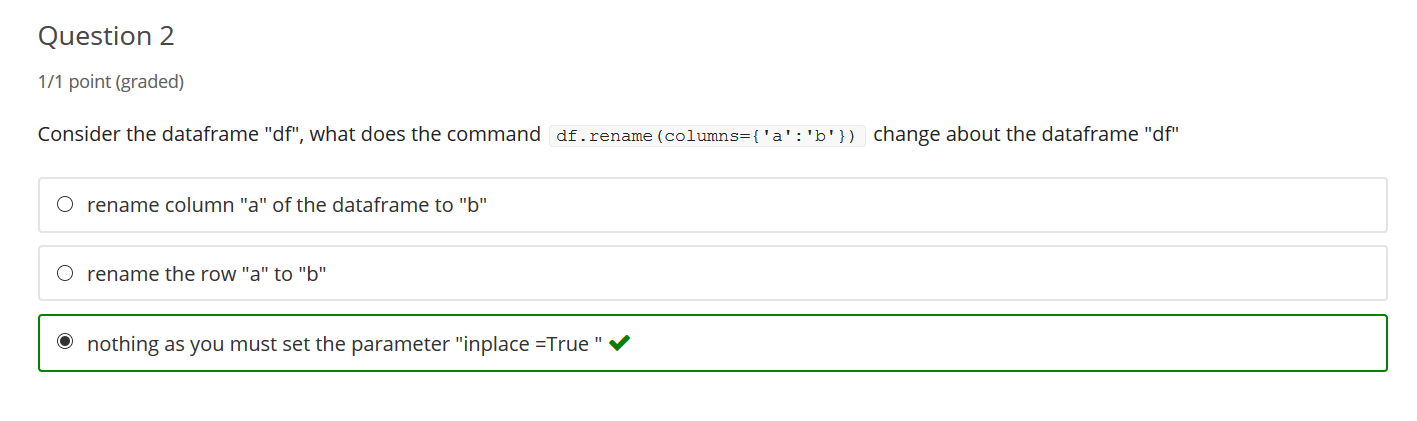 Question 2
1/1 point (graded)
Consider the dataframe "df", what does the command df.rename(columns={'a':'b'}) change about the dataframe "df"
rename column "a" of the dataframe to "b"
rename the row "a" to "b"
nothing as you must set the parameter "inplace =True "